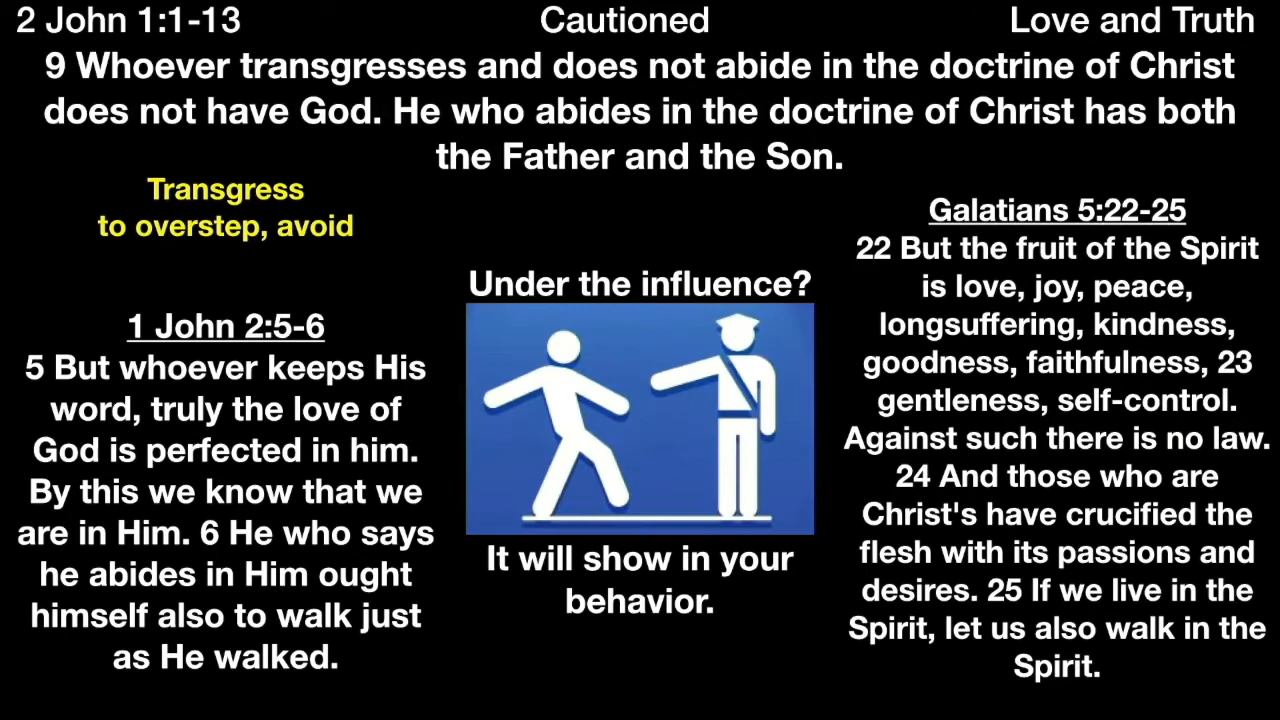 2 John 1:1-13
Cautioned
Love and Truth
9 Whoever transgresses and does not abide in the doctrine of Christ
does not have God. He who abides in the doctrine of Christ has both
the Father and the Son.
Transgress
to overstep, avoid
1 John 2:5-6
5 But whoever keeps His
word, truly the love of
God is perfected in him.
By this we know that we
are in Him. 6 He who says
he abides in Him ought
himself also to walk just
as He walked.
Under the influence?
It will show in your
behavior.
Galatians 5:22-25
22 But the fruit of the Spirit
is love, joy, peace,
longsuffering, kindness,
goodness, faithfulness, 23
gentleness, self-control.
Against such there is no law.
24 And those who are
Christ's have crucified the
flesh with its passions and
desires. 25 If we live in the
Spirit, let us also walk in the
Spirit.